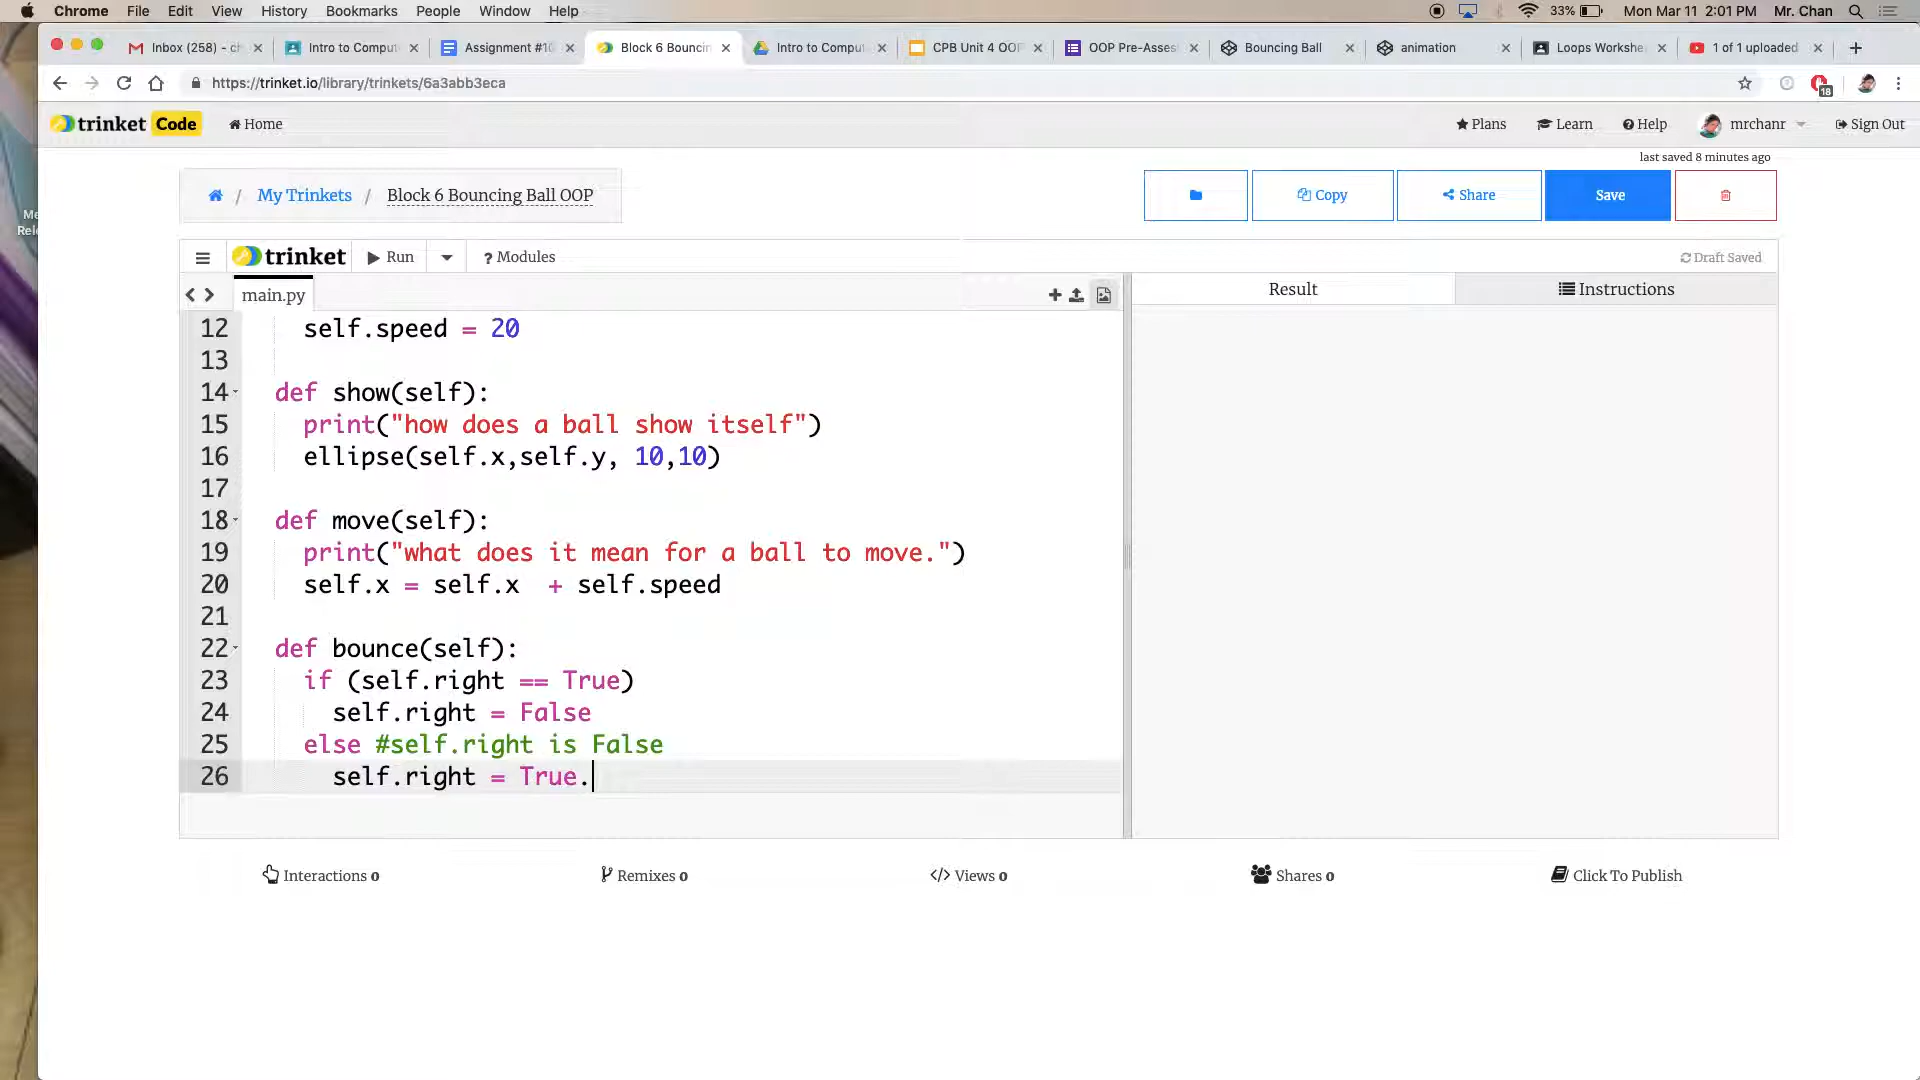 Chrome File Edit View History Bookmarks People Window Help 33% Mon Mar 11 2:01 PM Mr. Chan
Inbox (258) - ch Intro to Comput Assignment #10 Block 6 Bouncin Intro to Comput CPB Unit 4 OOP OOP Pre-Asses Bouncing Ball animation Loops Workshe 1 of 1 uploaded
https://trinket.io/library/trinkets/6a3abb3eca 18
trinket Code Home Plans Learn Help mrchanr Sign Out
last saved 8 minutes ago
/ My Trinkets / Block 6 Bouncing Ball OOP Copy Share Save
Me
Rele
trinket Run ? Modules Draft Saved
main.py Result Instructions
12 self.speed = 20
13
14 def show(self):
15 print("how does a ball show itself")
16 ellipse(self.x,self.y, 10,10)
17
18 def move(self):
19 print("what does it mean for a ball to move.")
20 self.x = self.x  + self.speed
21
22 def bounce(self):
23 if (self.right == True)
24 self.right = False
25 else #self.right is False
26 self.right = True.
Interactions 0 Remixes 0 Views 0 Shares 0 Click To Publish